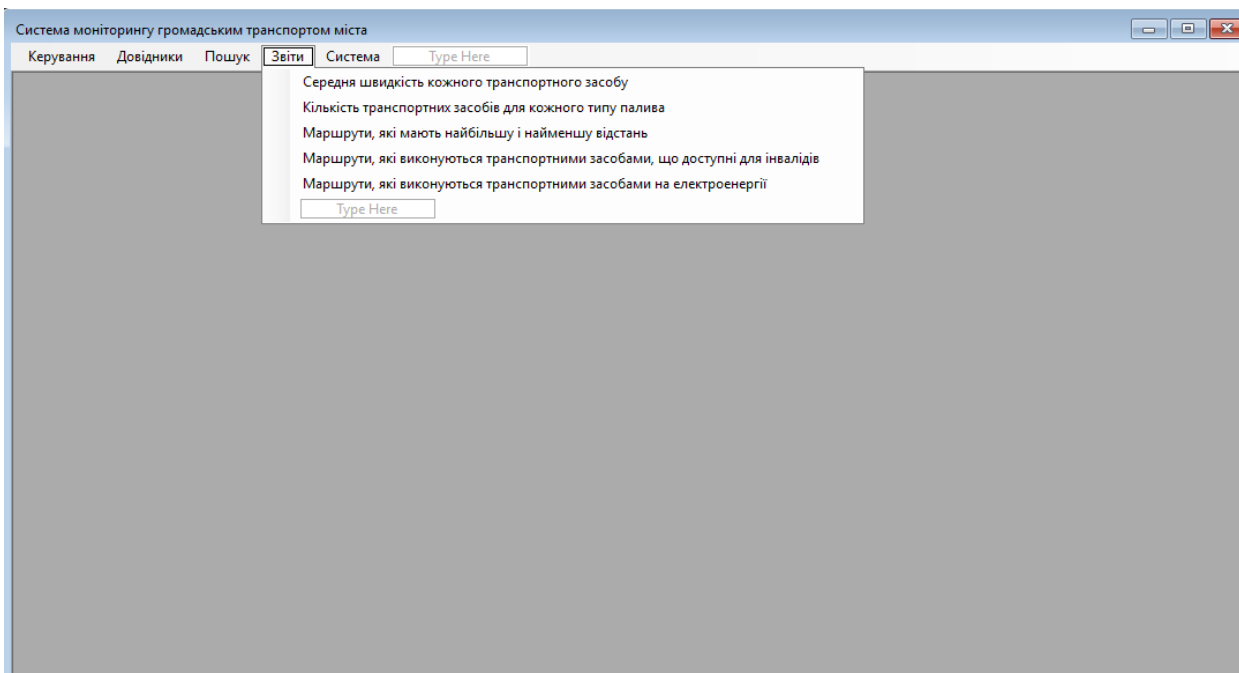 Система моніторингу громадським транспортом міста
Керування Довідники Пошук Звіти Система Type Here
Середня швидкість кожного транспортного засобу
Кількість транспортних засобів для кожного типу палива
Маршрути, які мають найбільшу і найменшу відстань
Маршрути, які виконуються транспортними засобами, що доступні для інвалідів
Маршрути, які виконуються транспортними засобами на електроенергії
Type Here